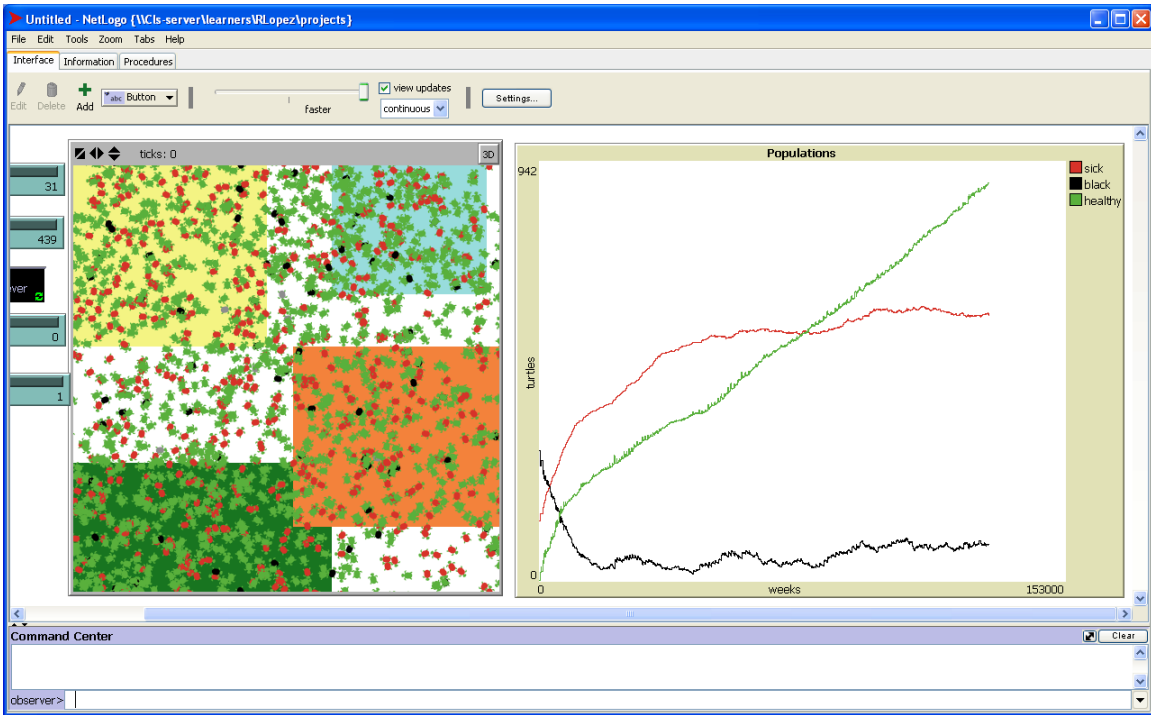 Untitled - NetLogo {\\Cls-server\learners\RLopez\projects}
File Edit Tools Zoom Tabs Help
Interface Information Procedures
Edit Delete Add abc Button faster view updates continuous Settings...
ticks: 0 3D
31
439
ver
0
1
Populations
942
turtles
0
0 weeks 153000
sick
black
healthy
Command Center Clear
observer>